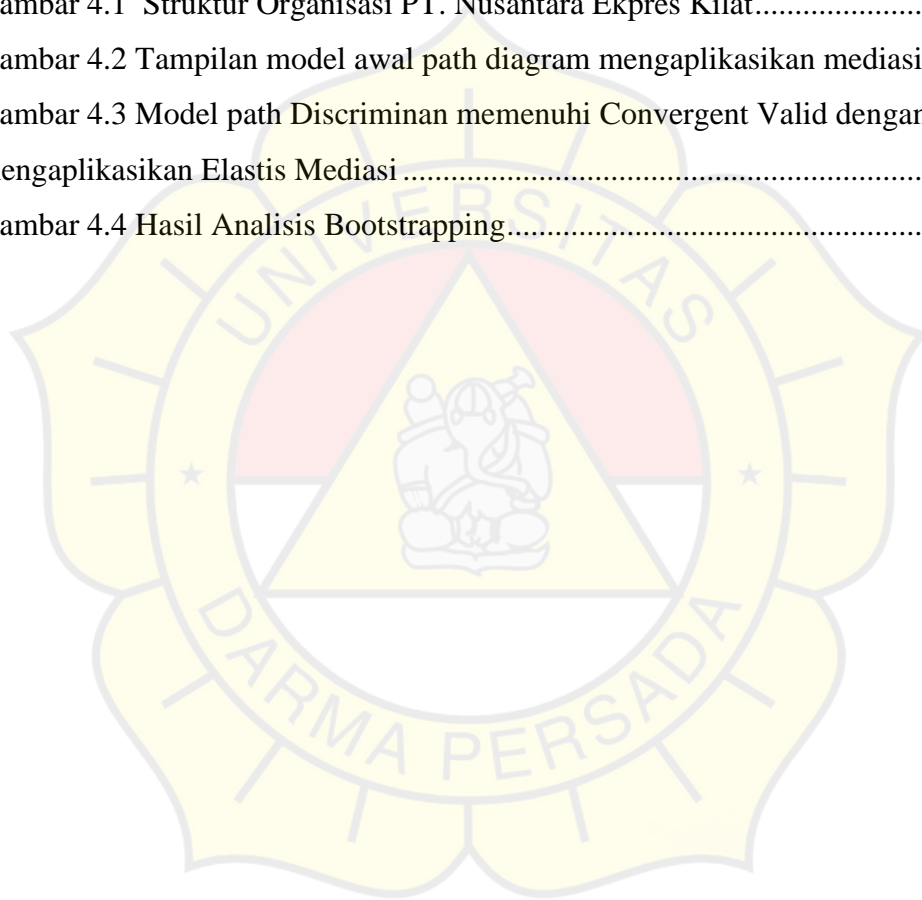 ambar 4.1  Struktur Organisasi PT. Nusantara Ekpres Kilat.....................
ambar 4.2 Tampilan model awal path diagram mengaplikasikan mediasi
ambar 4.3 Model path Discriminan memenuhi Convergent Valid dengan
engaplikasikan Elastis Mediasi.................................................................
ambar 4.4 Hasil Analisis Bootstrapping....................................................
UNIVERSITAS
DARMA PERSADA